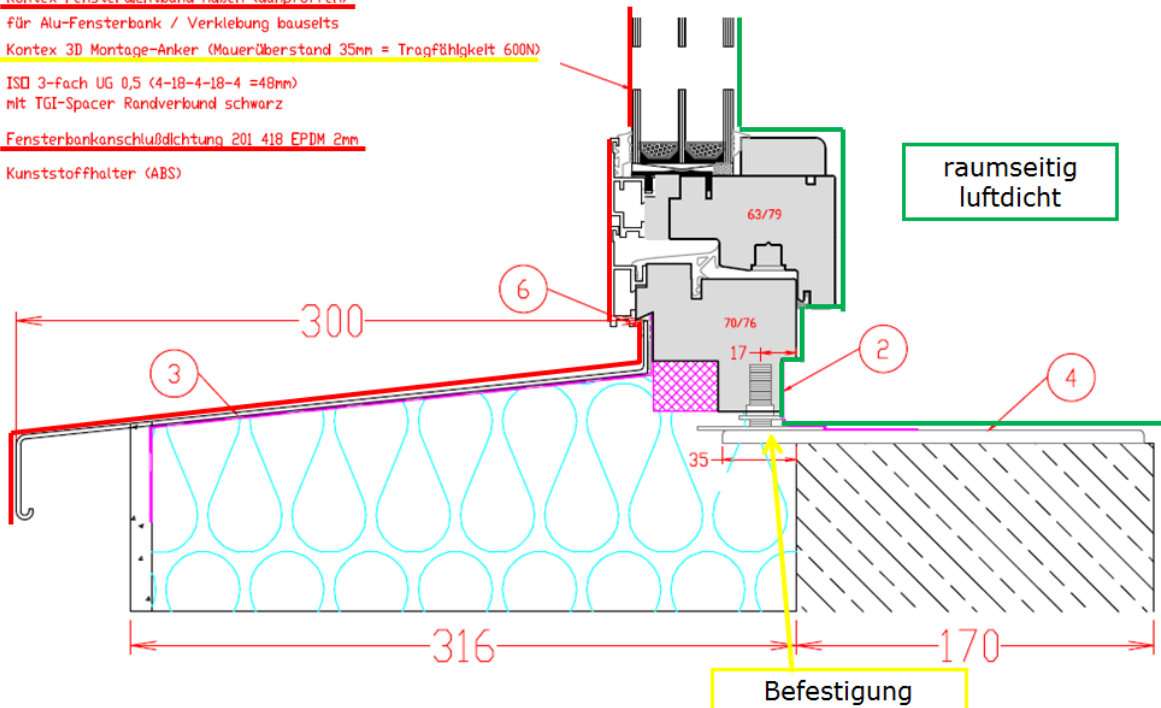 für Alu-Fensterbank / Verklebung bauseits
Kontex 3D Montage-Anker (Mauerüberstand 35mm = Tragfähigkeit 600N)
ISO 3-fach UG 0,5 (4-18-4-18-4 =48mm)
mit TGI-Spacer Randverbund schwarz
Fensterbankanschlußdichtung 201 418 EPDM 2mm
Kunststoffhalter (ABS)
raumseitig
luftdicht
63/79
6
300
70/76
17
2
3
4
35
316
170
Befestigung